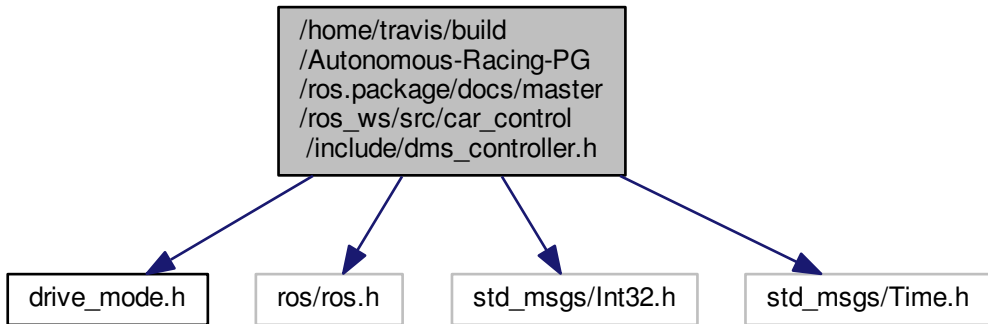 /home/travis/build
/Autonomous-Racing-PG
/ros.package/docs/master
/ros_ws/src/car_control
/include/dms_controller.h
drive_mode.h
ros/ros.h
std_msgs/Int32.h
std_msgs/Time.h